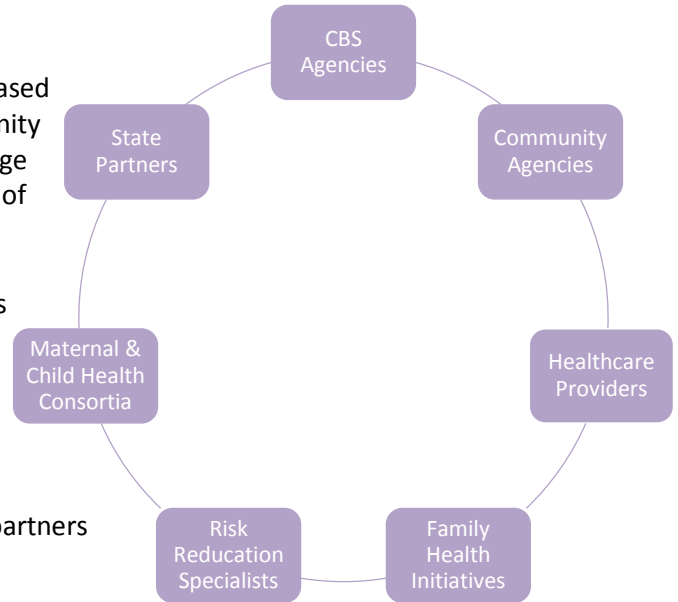 CBS
Agencies
ased
nity
ge
of
State
Partners
Community
Agencies
s
Maternal &
Child Health
Consortia
Healthcare
Providers
partners
Risk
Reducation
Specialists
Family
Health
Initiatives